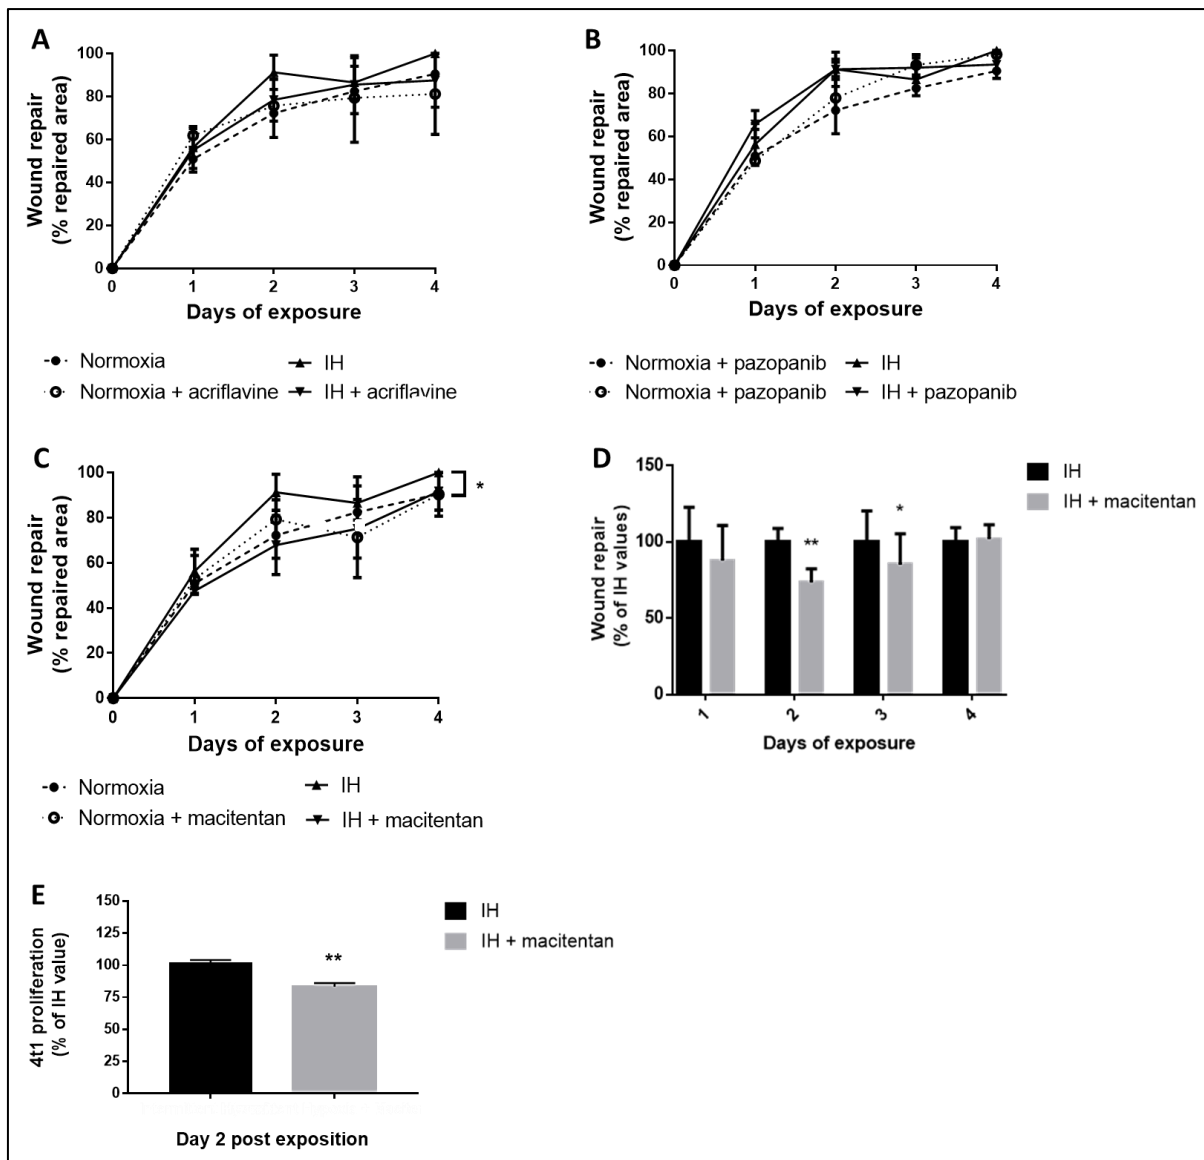 A
Wound repair
(% repaired area)
100
80
60
40
20
0
0 1 2 3 4
Days of exposure
Normoxia IH
Normoxia + acriflavine IH + acriflavine
B
Wound repair
(% repaired area)
100
80
60
40
20
0
0 1 2 3 4
Days of exposure
Normoxia + pazopanib IH
Normoxia + pazopanib IH + pazopanib
C
Wound repair
(% repaired area)
100
80
60
40
20
0
*
0 1 2 3 4
Days of exposure
Normoxia IH
Normoxia + macitentan IH + macitentan
D
Wound repair
(% of IH values)
150
100
50
0
** *
1 2 3 4
Days of exposure
IH
IH + macitentan
E
4t1 proliferation
(% of IH value)
150
125
100
75
50
25
0
**
Day 2 post exposition
IH
IH + macitentan